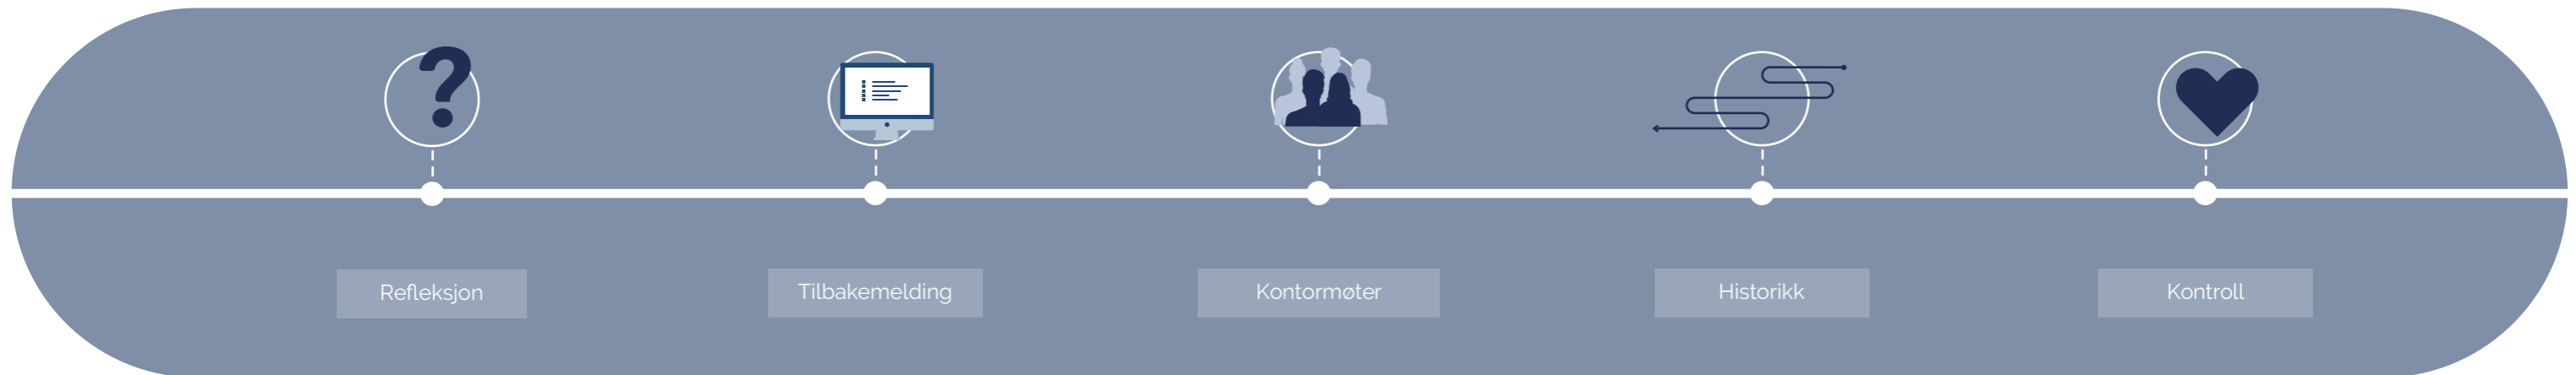 Refleksjon
Tilbakemelding
Kontormøter
Historikk
Kontroll